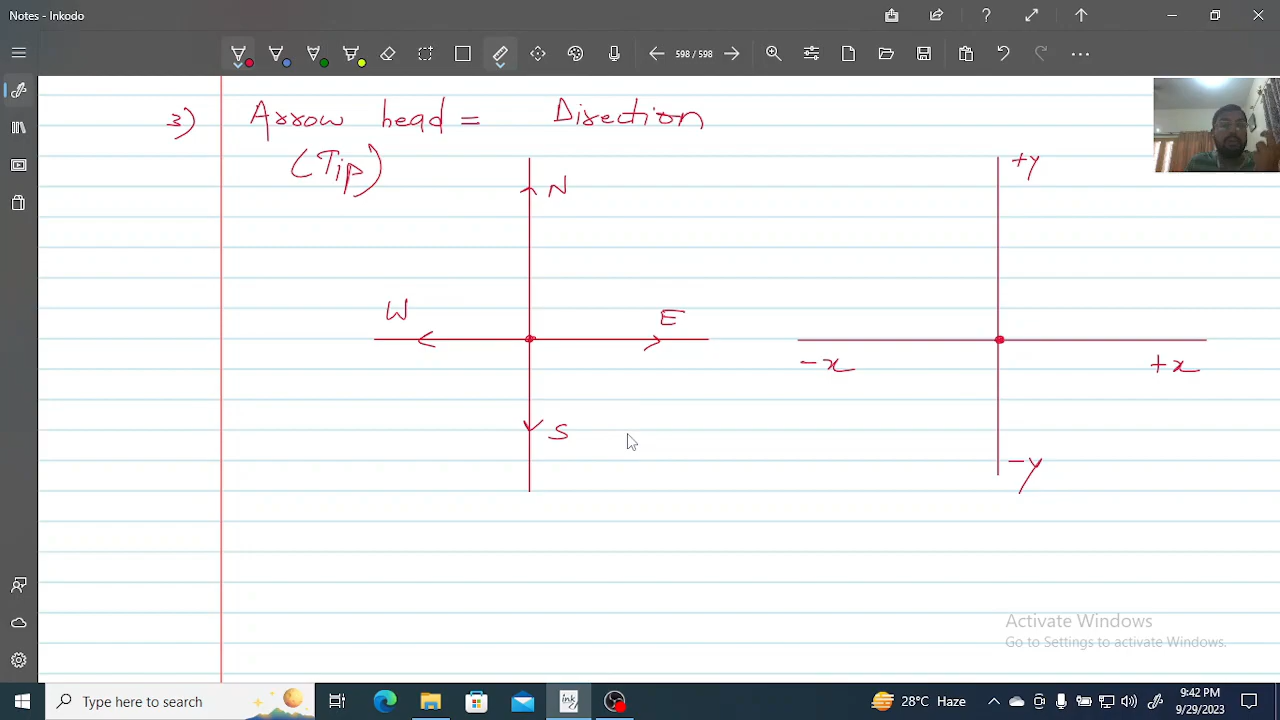 Notes - Inkodo
598 / 598
3) Arrow head = Direction
(Tip)
N
+y
W
E
-x
+x
S
-y
Activate Windows
Go to Settings to activate Windows.
Type here to search
28°C Haze
9:42 PM
9/29/2023